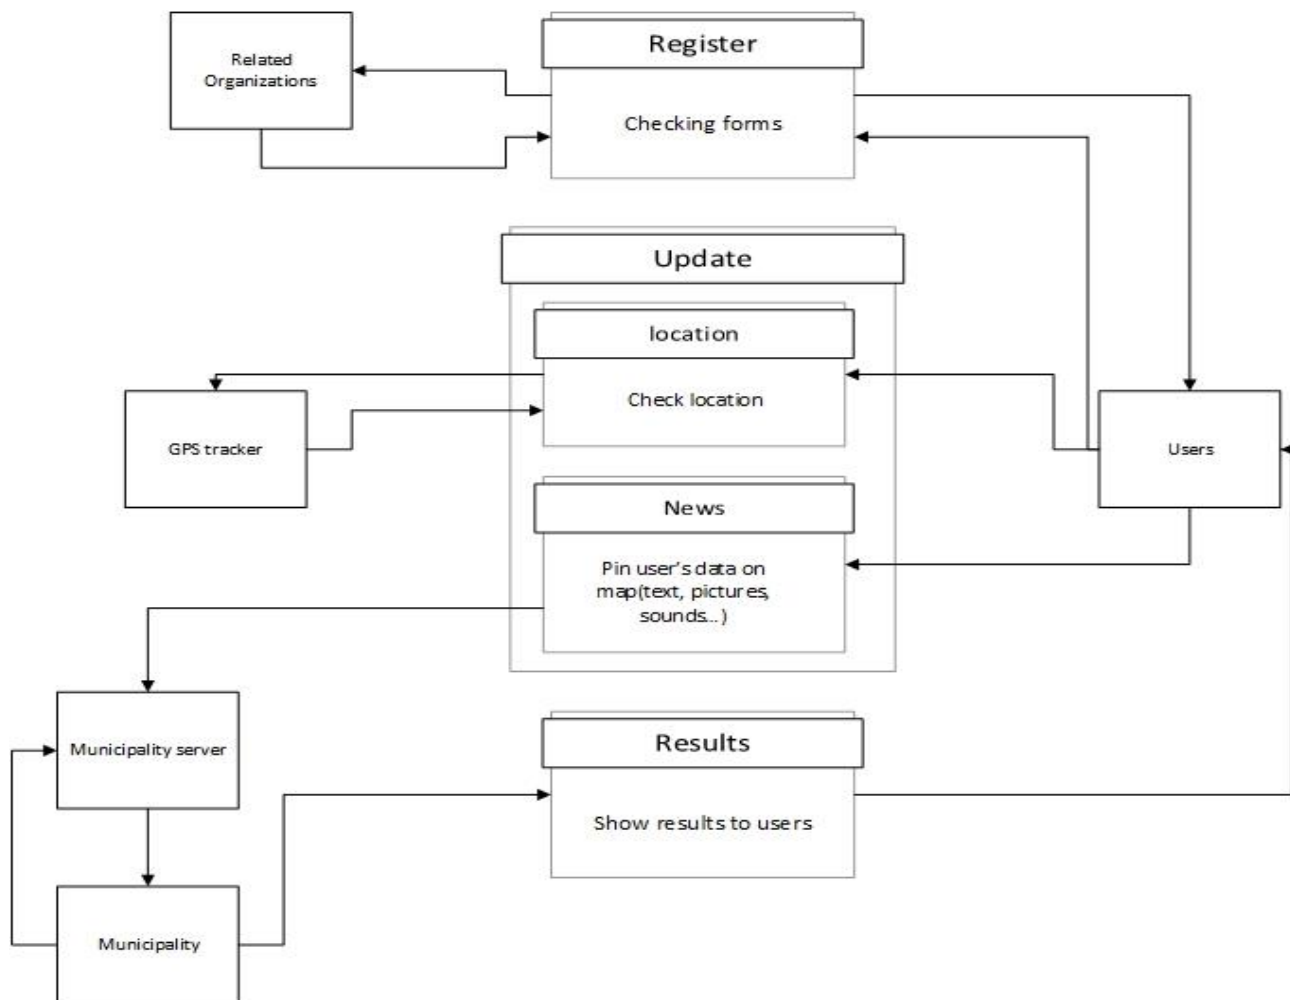 Register
Related
Organizations
Checking forms
Update
location
Check location
GPS tracker
Users
News
Pin user's data on
map(text, pictures,
sounds...)
Municipality server
Results
Show results to users
Municipality